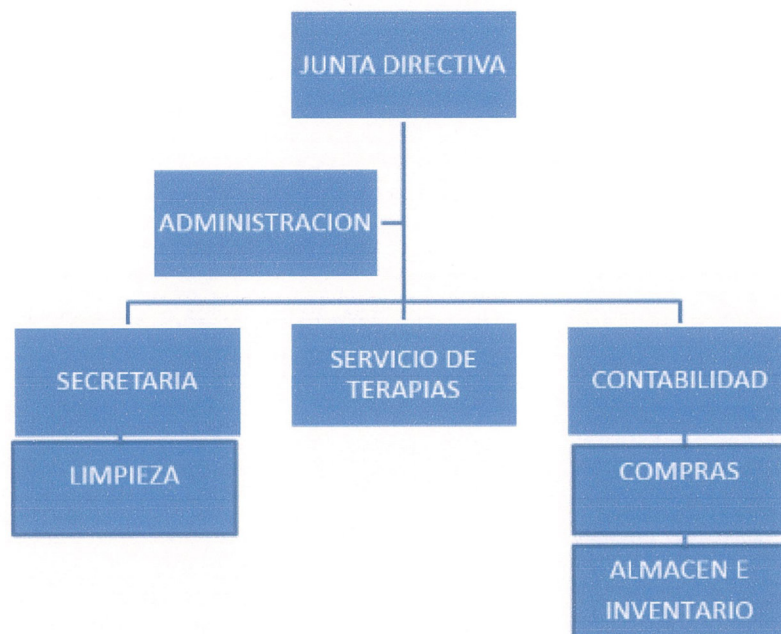 JUNTA DIRECTIVA
ADMINISTRACION
SECRETARIA
SERVICIO DE
TERAPIAS
CONTABILIDAD
LIMPIEZA
COMPRAS
ALMACEN E
INVENTARIO